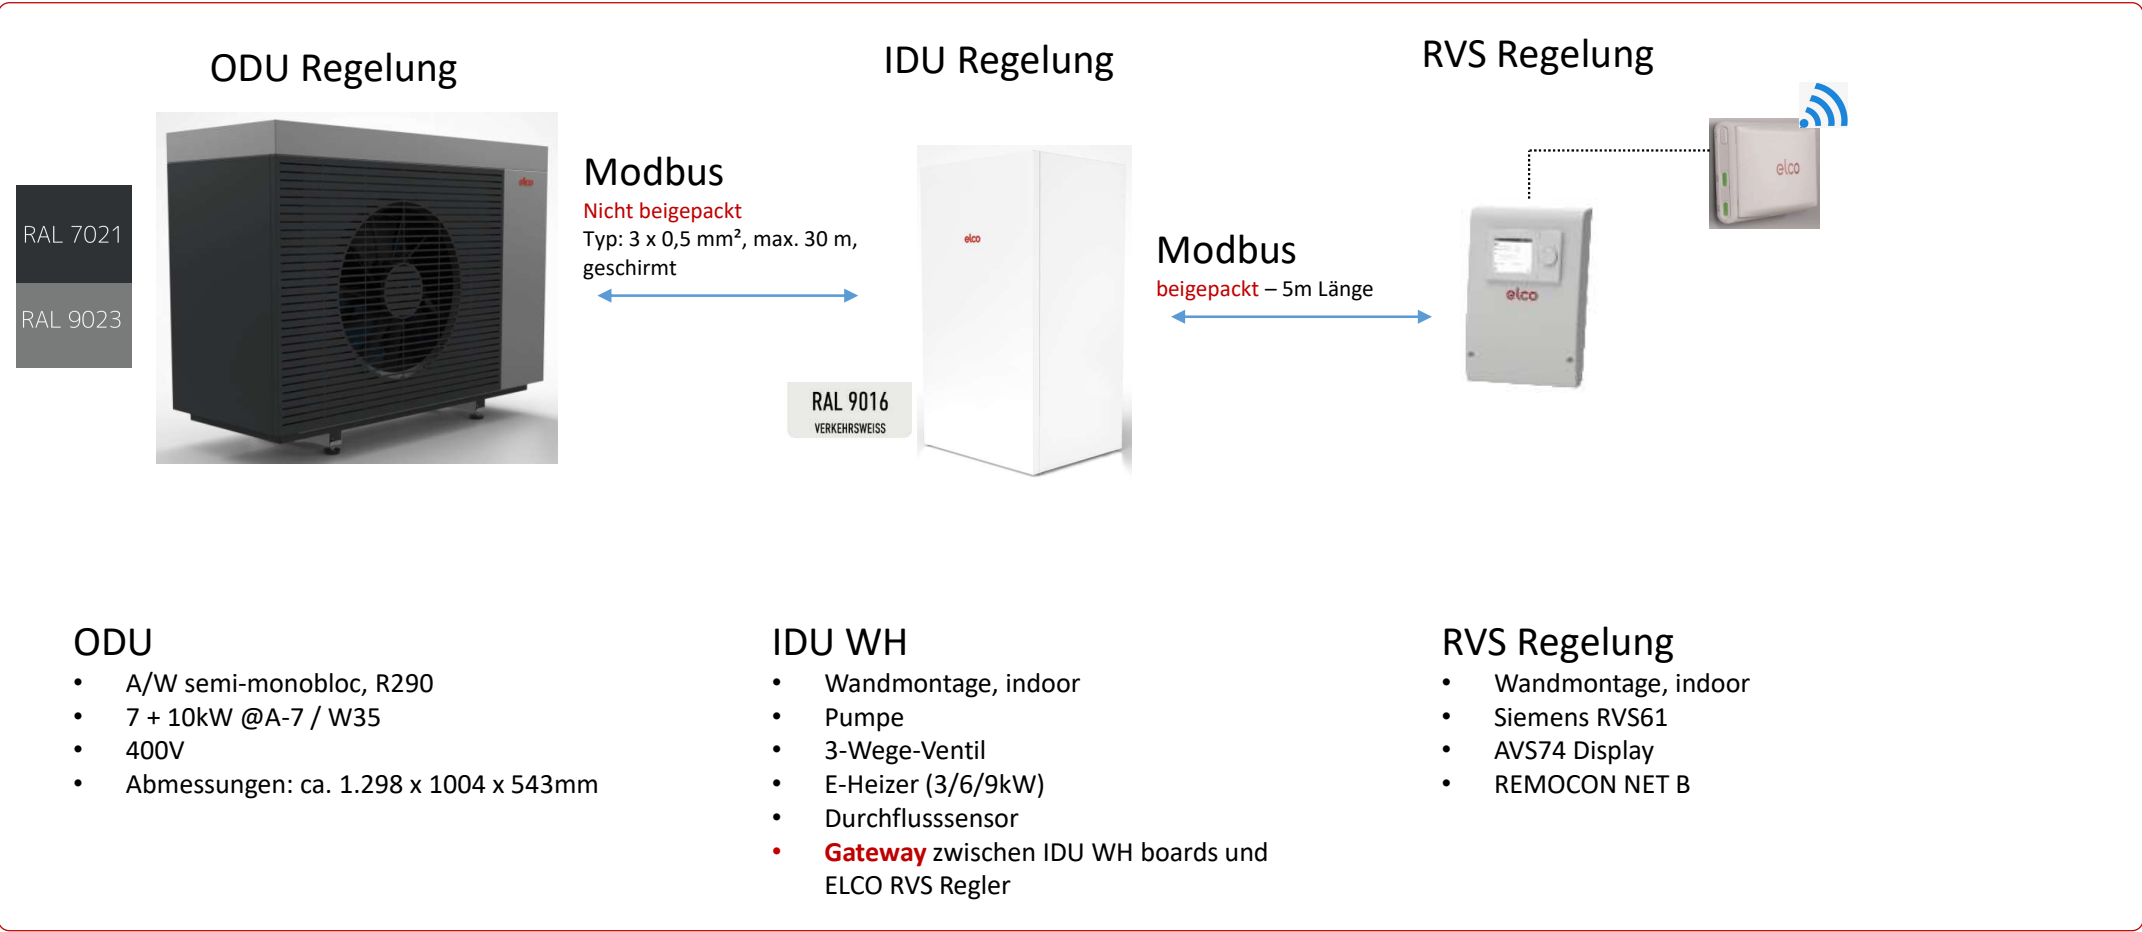 ODU Regelung
IDU Regelung
RVS Regelung
RAL 7021
RAL 9023
elco
Modbus
Nicht beigepackt
Typ: 3 x 0,5 mm², max. 30 m,
geschirmt
RAL 9016
VERKEHRSWEISS
elco
Modbus
beigepackt – 5m Länge
elco
elco
ODU
• A/W semi-monobloc, R290
• 7 + 10kW @A-7 / W35
• 400V
• Abmessungen: ca. 1.298 x 1004 x 543mm
IDU WH
• Wandmontage, indoor
• Pumpe
• 3-Wege-Ventil
• E-Heizer (3/6/9kW)
• Durchflusssensor
• Gateway zwischen IDU WH boards und
ELCO RVS Regler
RVS Regelung
• Wandmontage, indoor
• Siemens RVS61
• AVS74 Display
• REMOCON NET B